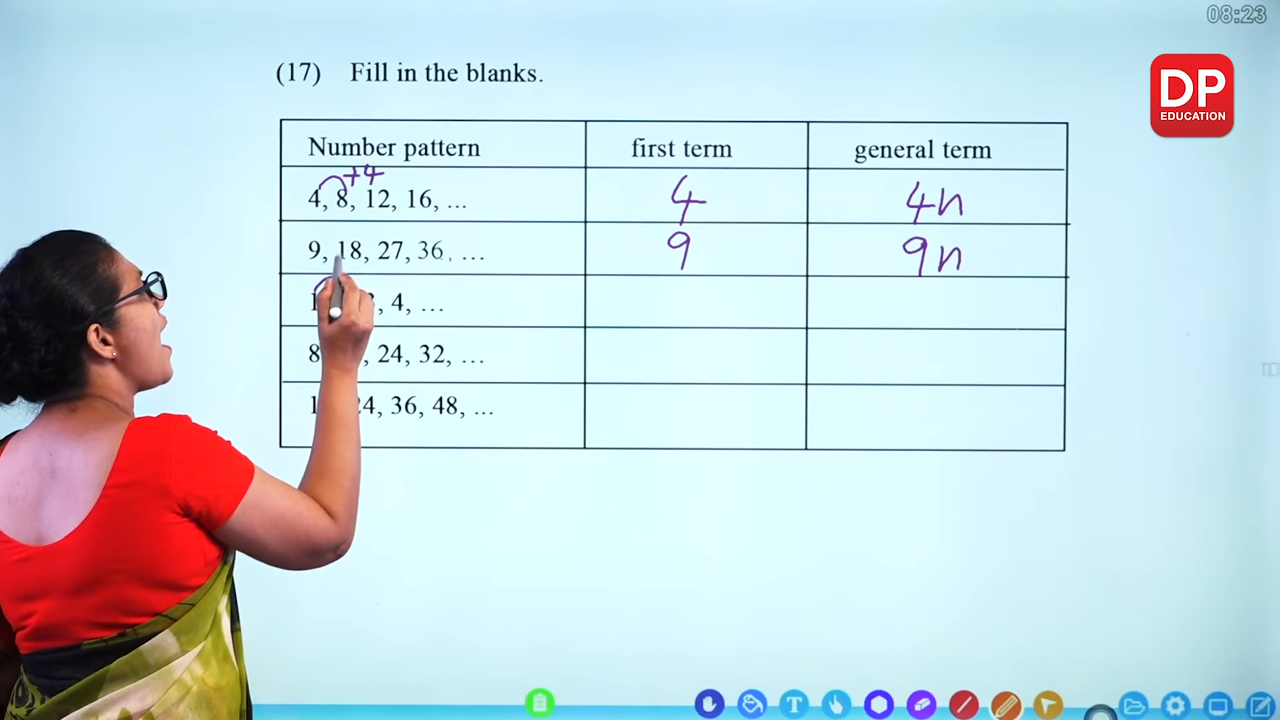 08:23
(17) Fill in the blanks.
DP
EDUCATION
Number pattern first term general term
+4
4, 8, 12, 16, ... 4 4n
9, 18, 27, 36, ... 9 9n
4, ...
8 24, 32, ...
36, 48, ...
T